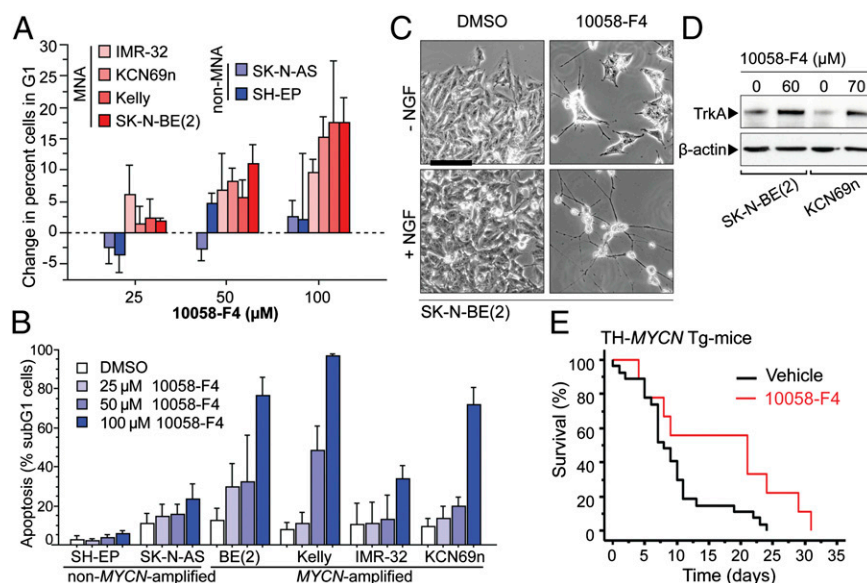 A
MNA
IMR-32
KCN69n
Kelly
SK-N-BE(2)
non-MNA
SK-N-AS
SH-EP
Change in percent cells in G1
30
25
20
15
10
5
0
-5
25
50
100
10058-F4 (µM)
B
Apoptosis (% subG1 cells)
100
80
60
40
20
0
DMSO
25 µM 10058-F4
50 µM 10058-F4
100 µM 10058-F4
SH-EP SK-N-AS BE(2) Kelly IMR-32 KCN69n
non-MYCN-amplified MYCN-amplified
C
DMSO 10058-F4
- NGF
+ NGF
SK-N-BE(2)
D
10058-F4 (µM)
0 60 0 70
TrkA
β-actin
SK-N-BE(2) KCN69n
E
TH-MYCN Tg-mice
Vehicle
10058-F4
Survival (%)
100
80
60
40
20
0
0 5 10 15 20 25 30 35
Time (days)